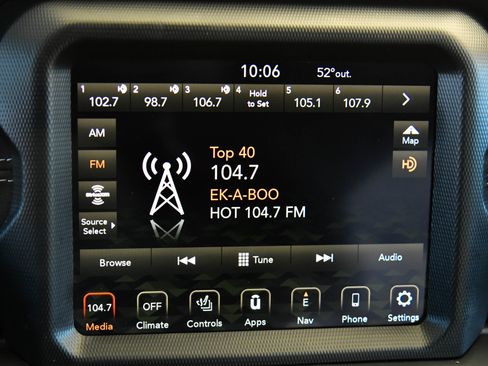 10:06 52° out.
1 102.7 2 98.7 3 106.7 4 Hold to Set 5 105.1 6 107.9
AM
FM
Source
Select
Top 40
104.7
EK-A-BOO
HOT 104.7 FM
Map
HD
Browse Tune Audio
104.7 OFF E
Media Climate Controls Apps Nav Phone Settings